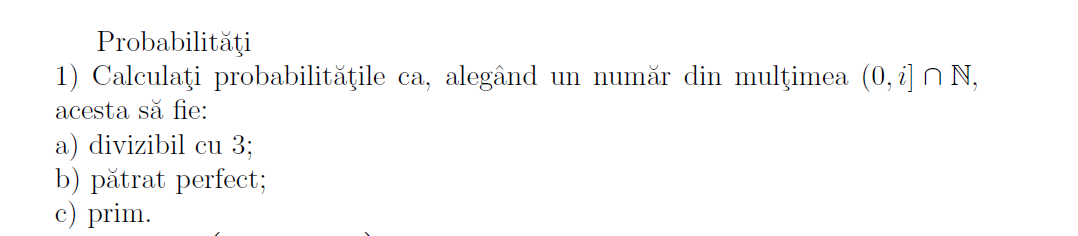 Probabilităţi
1) Calculaţi probabilităţile ca, alegând un număr din mulţimea (0, i] ∩ ℕ,
acesta să fie:
a) divizibil cu 3;
b) pătrat perfect;
c) prim.